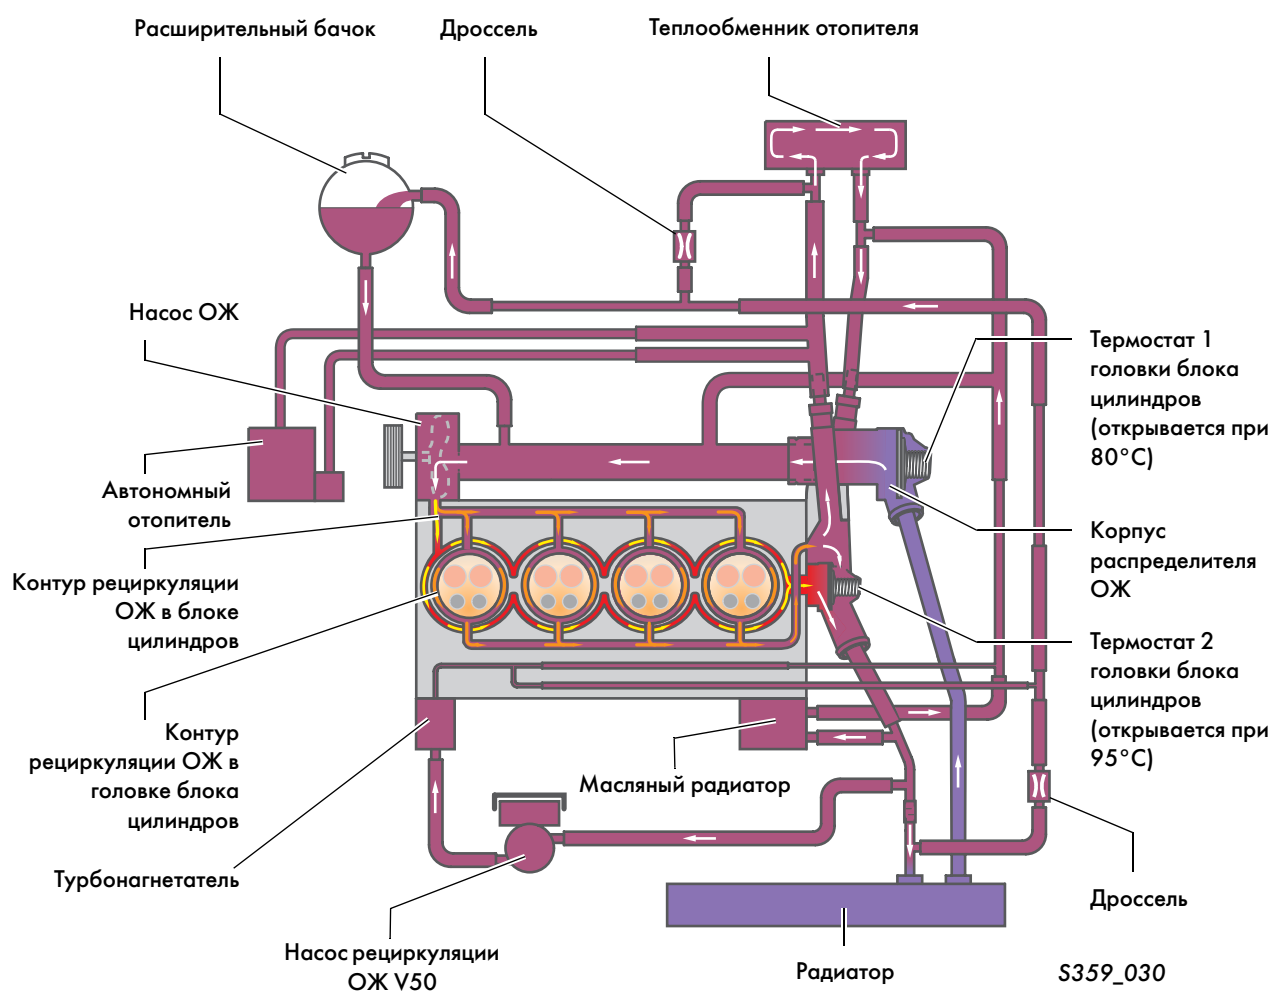 Расширительный бачок
Дроссель
Теплообменник отопителя
Насос ОЖ
Термостат 1
головки блока
цилиндров
(открывается при
80°C)
Автономный
отопитель
Корпус
распределителя
ОЖ
Контур рециркуляции
ОЖ в блоке
цилиндров
Термостат 2
головки блока
цилиндров
(открывается при
95°C)
Контур
рециркуляции ОЖ в
головке блока
цилиндров
Масляный радиатор
Турбонагнетатель
Дроссель
Насос рециркуляции
ОЖ V50
Радиатор
S359_030